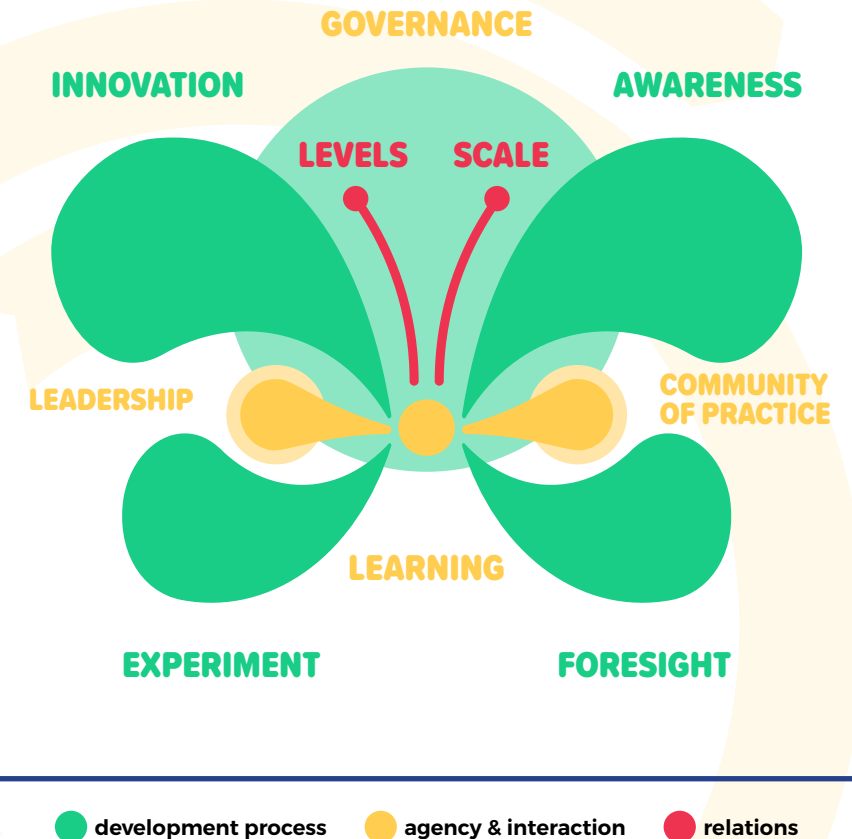 GOVERNANCE
INNOVATION
AWARENESS
LEVELS
SCALE
LEADERSHIP
COMMUNITY
OF PRACTICE
LEARNING
EXPERIMENT
FORESIGHT
development process
agency & interaction
relations